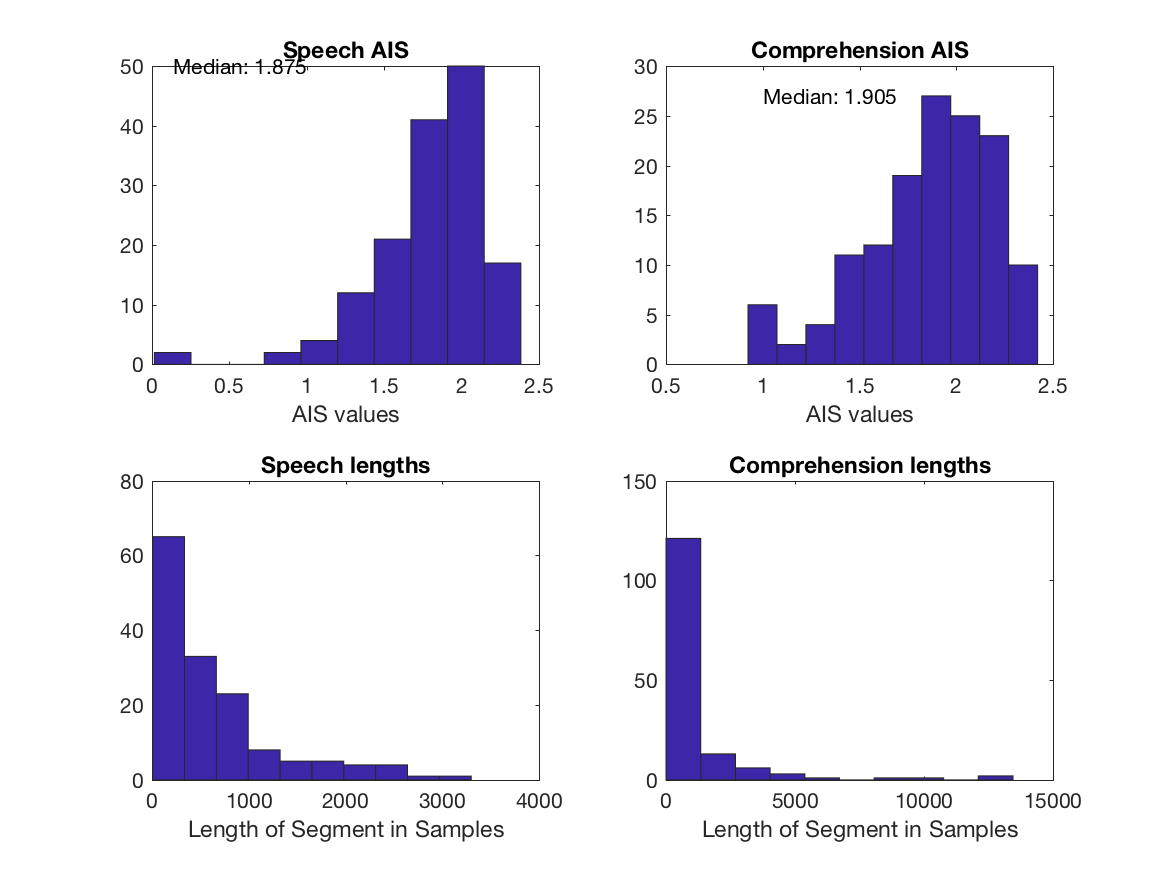 Speech AIS
Median: 1.875
50
40
30
20
10
0
0 0.5 1 1.5 2 2.5
AIS values
Comprehension AIS
Median: 1.905
30
25
20
15
10
5
0
0.5 1 1.5 2 2.5
AIS values
Speech lengths
80
60
40
20
0
0 1000 2000 3000 4000
Length of Segment in Samples
Comprehension lengths
150
100
50
0
0 5000 10000 15000
Length of Segment in Samples